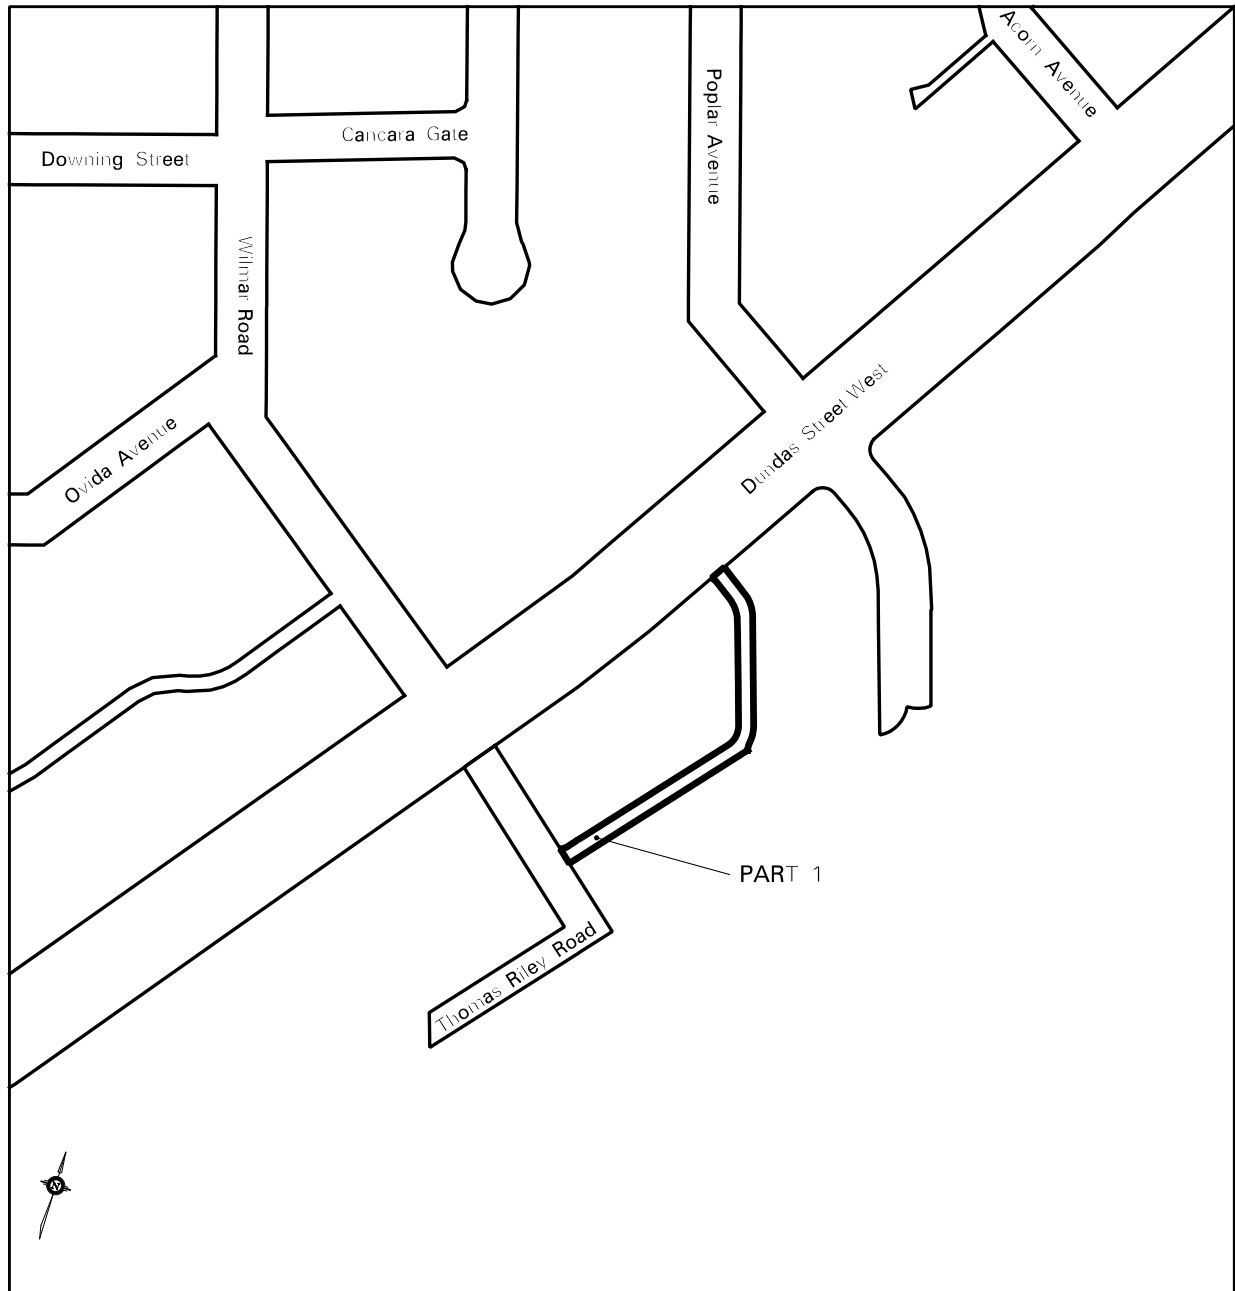 Acorn Avenue
Poplar Avenue
Cancara Gate
Downing Street
Wilmar Road
Ovida Avenue
Dundas Street West
PART 1
Thomas Riley Road
N